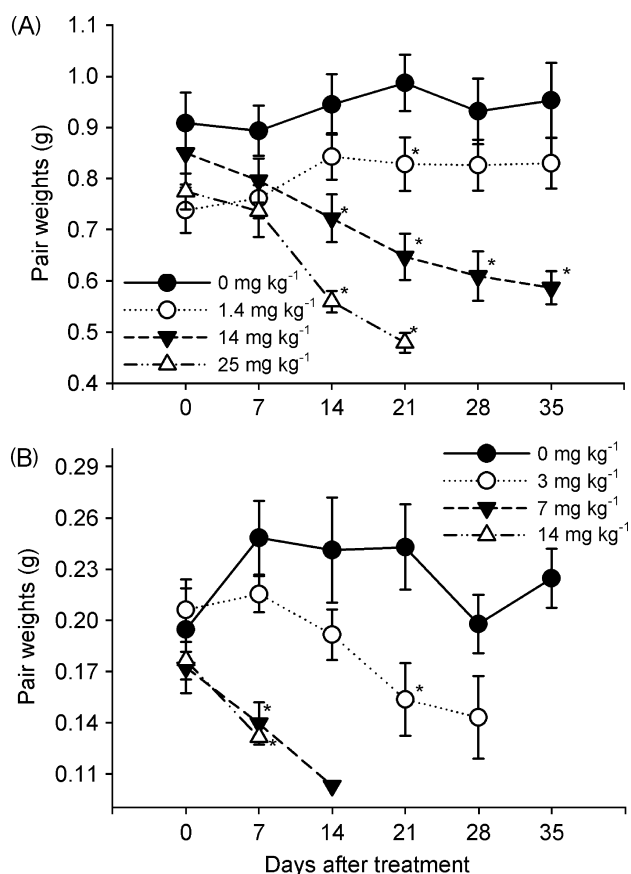 (A)
1.1
1.0
0.9
0.8
0.7
0.6
0.5
0.4
Pair weights (g)
*
*
*
*
*
*
*
0 mg kg⁻¹
1.4 mg kg⁻¹
14 mg kg⁻¹
25 mg kg⁻¹
0 7 14 21 28 35
(B)
0.29
0.26
0.23
0.20
0.17
0.14
0.11
Pair weights (g)
0 mg kg⁻¹
3 mg kg⁻¹
7 mg kg⁻¹
14 mg kg⁻¹
*
*
*
0 7 14 21 28 35
Days after treatment